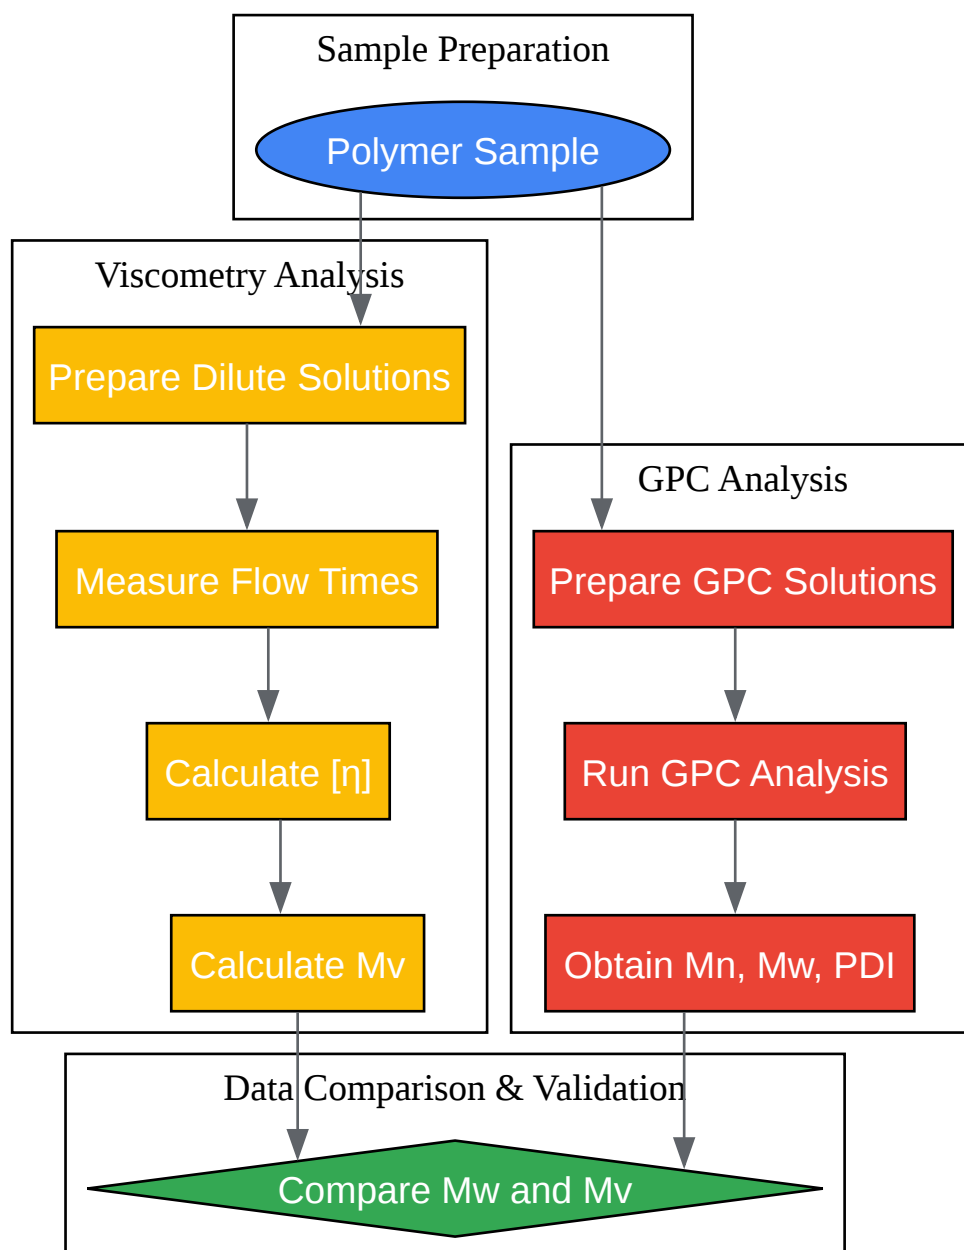 Sample Preparation
Polymer Sample
Viscometry Analysis
Prepare Dilute Solutions
Measure Flow Times
Calculate [η]
Calculate Mv
GPC Analysis
Prepare GPC Solutions
Run GPC Analysis
Obtain Mn, Mw, PDI
Data Comparison & Validation
Compare Mw and Mv